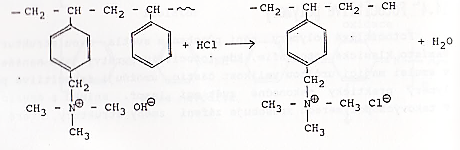 -CH₂ - CH - CH₂ - CH - -CH₂ - CH - CH₂ - CH
+ HCl → + H₂O
CH₂ CH₂
CH₃ - N⊕ - CH₃ OH⊖ CH₃ - N⊕ - CH₃ Cl⊖
CH₃ CH₃